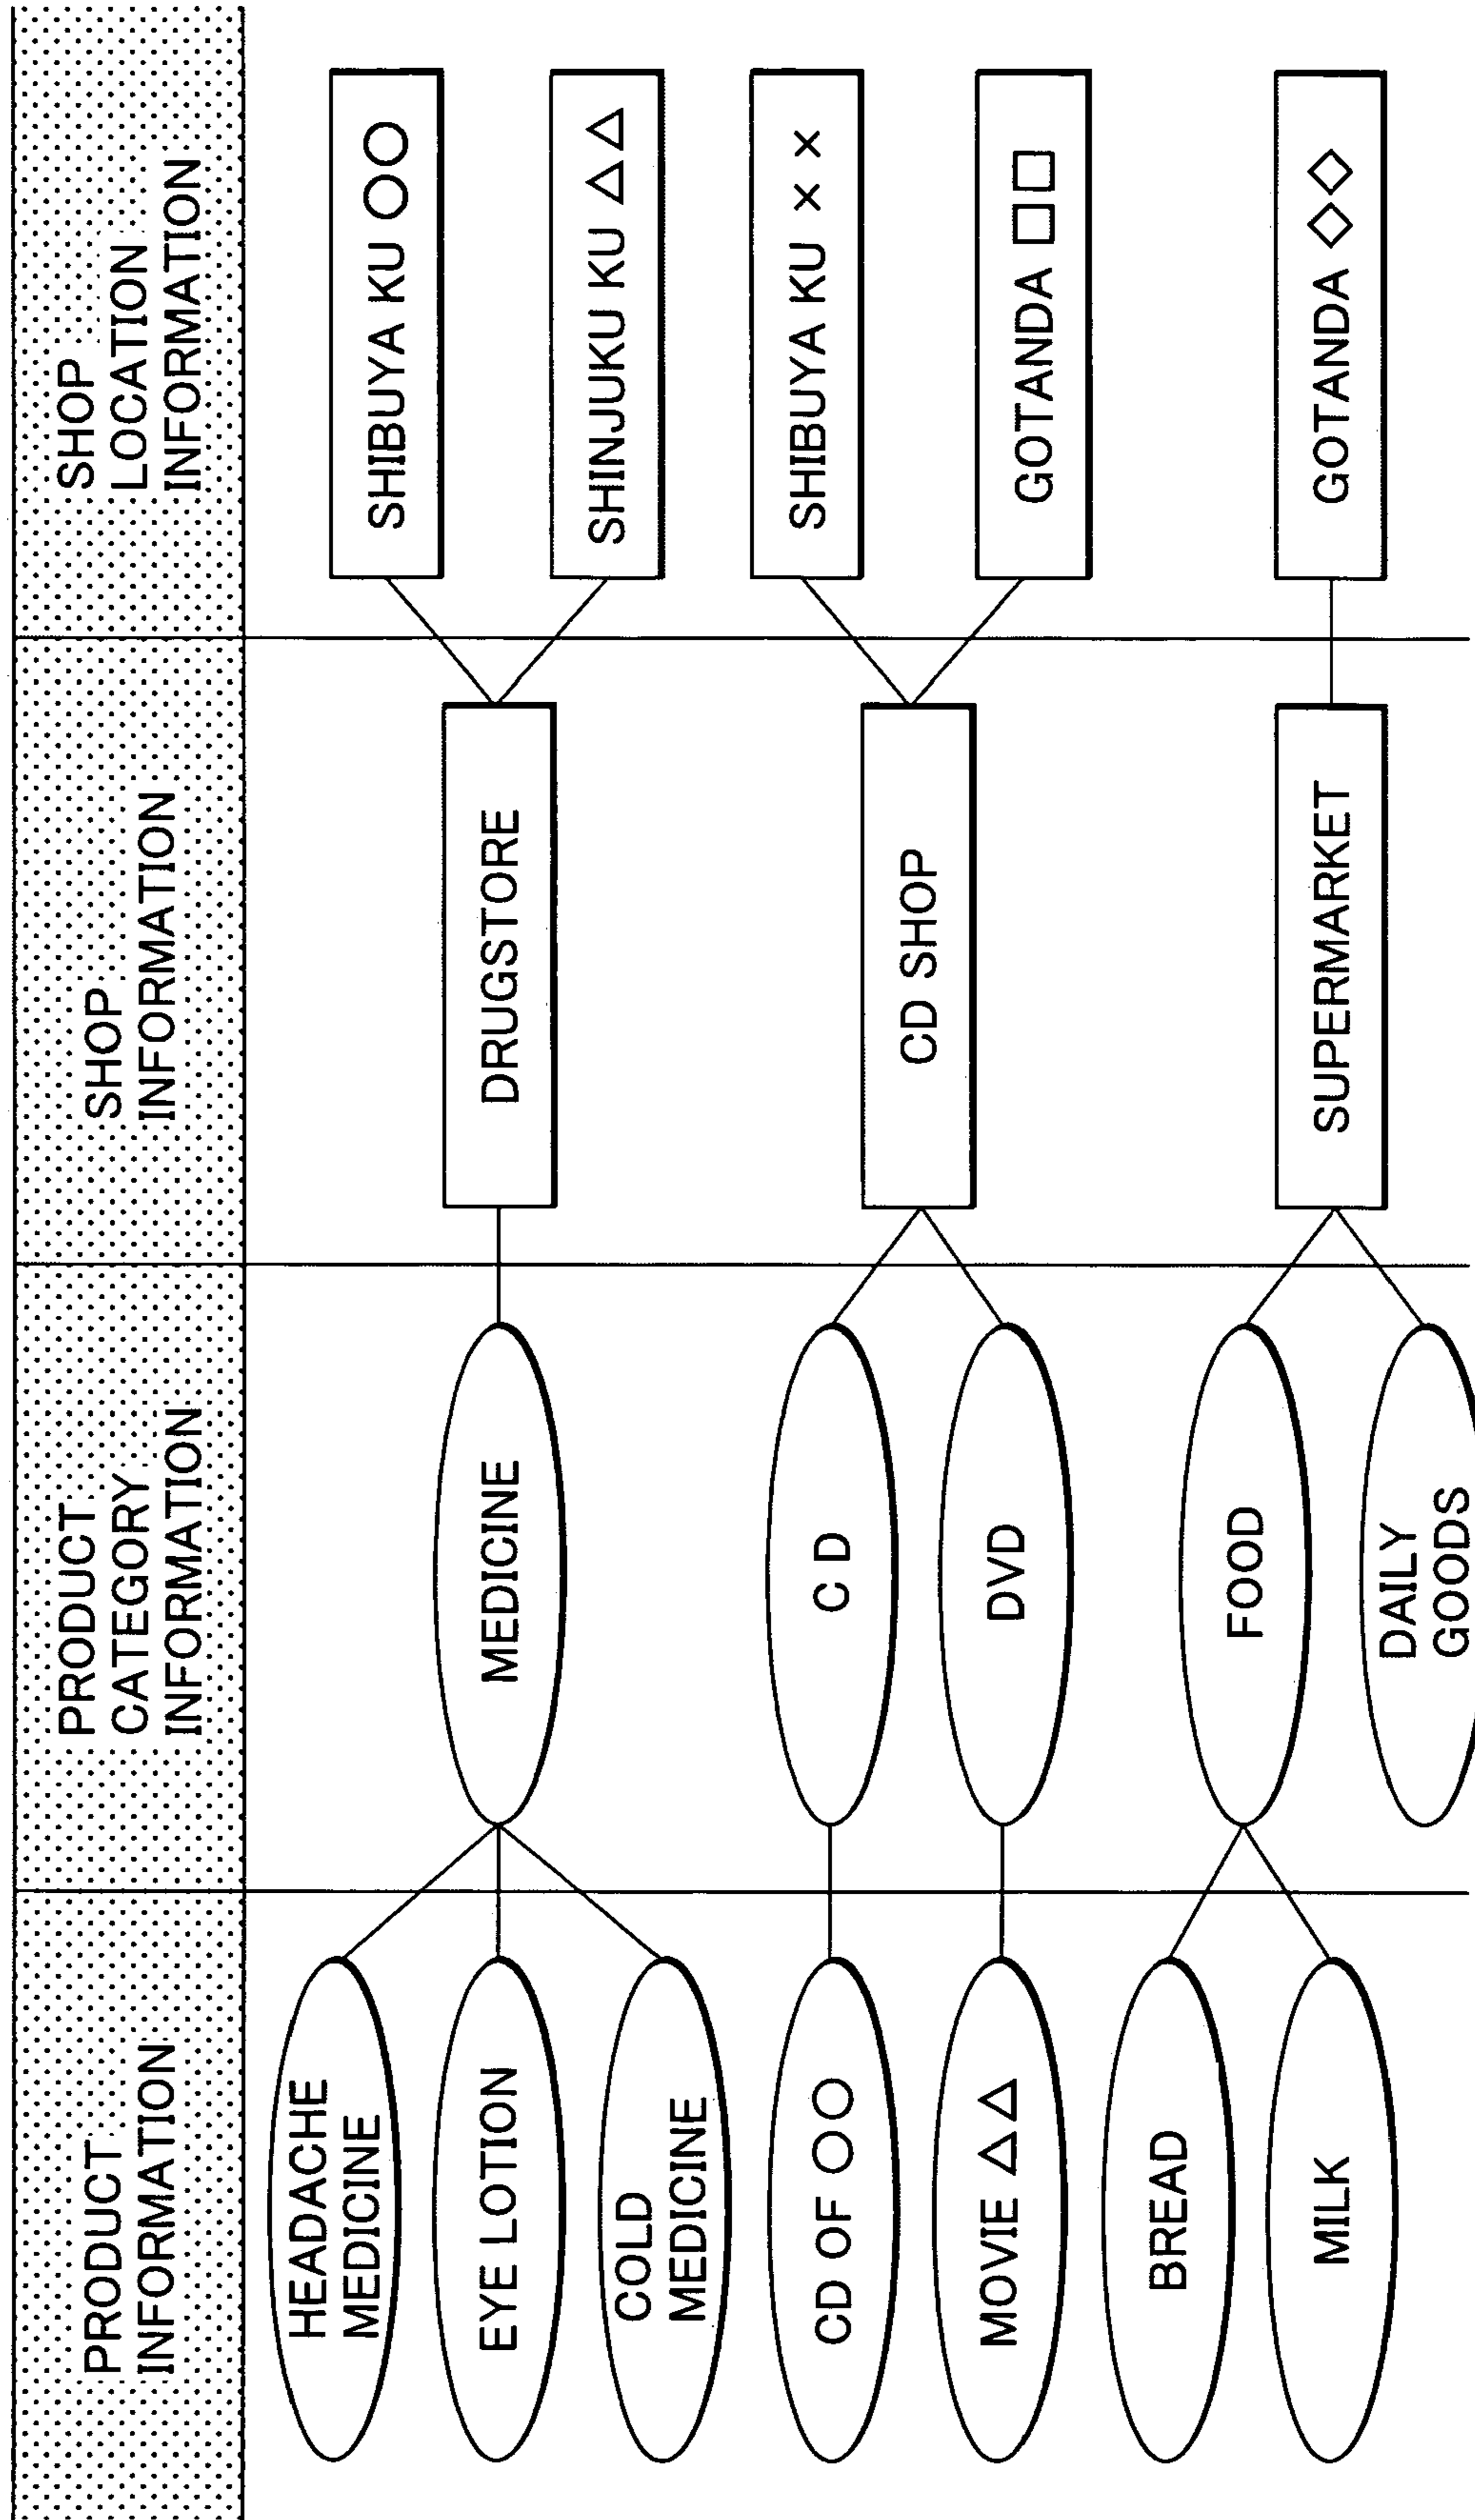 PRODUCT
INFORMATION
PRODUCT
CATEGORY
INFORMATION
SHOP
INFORMATION
SHOP
LOCATION
INFORMATION
HEADACHE
MEDICINE
EYE LOTION
COLD
MEDICINE
CD OF ○○
MOVIE △△
BREAD
MILK
MEDICINE
CD
DVD
FOOD
DAILY
GOODS
DRUGSTORE
CD SHOP
SUPERMARKET
SHIBUYA KU ○○
SHINJUKU KU △△
SHIBUYA KU ××
GOTANDA □□
GOTANDA ◇◇